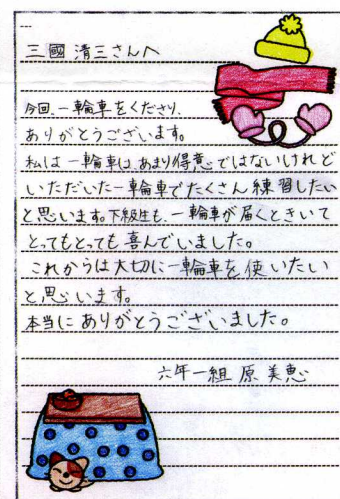 三國 清三さんへ
今回、一輪車をくださり、
ありがとうございます。
私は一輪車は、あまり得意ではないけれど
いただいた一輪車でたくさん練習したい
と思います。下級生も、一輪車が届くときいて
とってもとっても喜んでいました。
これからは大切に一輪車を使いたい
と思います。
本当にありがとうございました。
六年一組 原 美恵